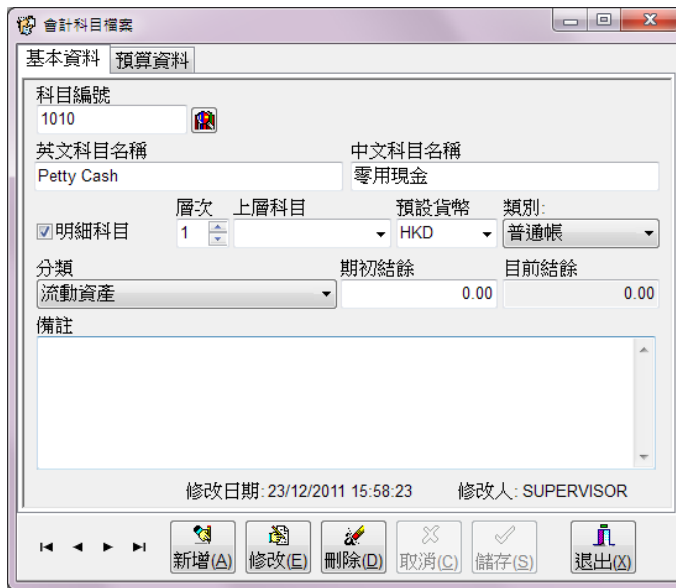 會計科目檔案
基本資料 預算資料
科目編號
1010
英文科目名稱 中文科目名稱
Petty Cash 零用現金
層次 上層科目 預設貨幣 類別:
明細科目 1 HKD 普通帳
分類 期初結餘 目前結餘
流動資產 0.00 0.00
備註
修改日期: 23/12/2011 15:58:23 修改人: SUPERVISOR
新增(A) 修改(E) 刪除(D) 取消(C) 儲存(S) 退出(X)